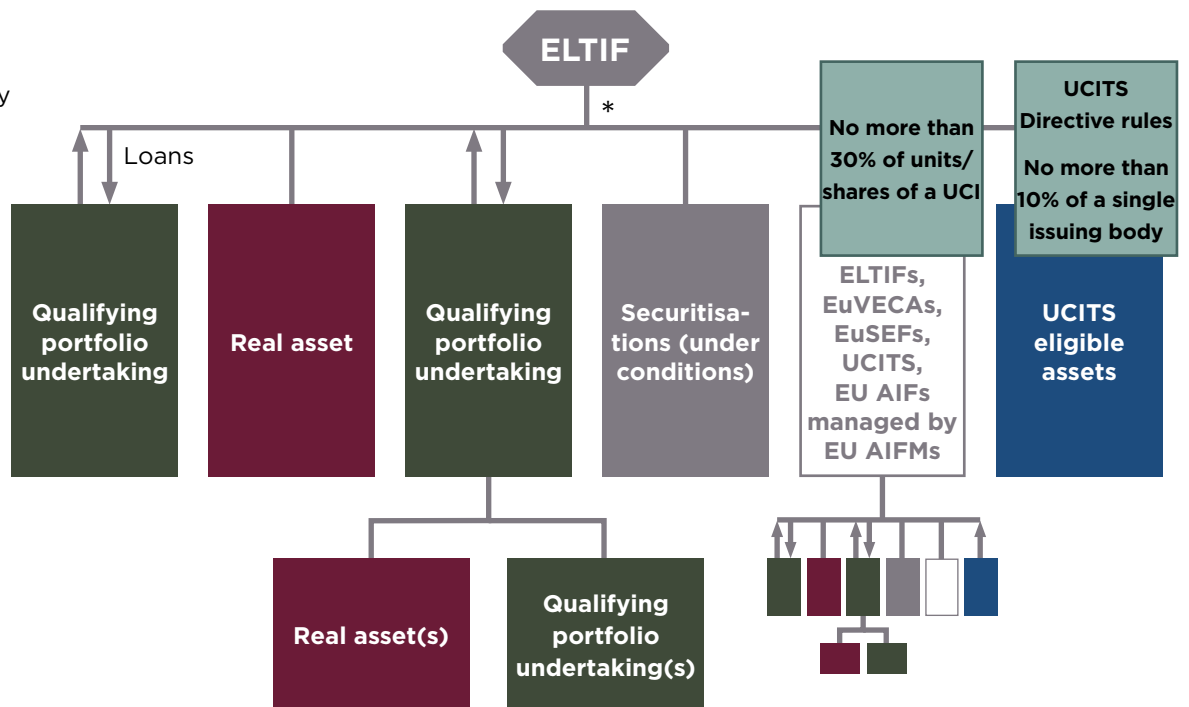 ELTIF
y
*
Loans
No more than
30% of units/
shares of a UCI
UCITS
Directive rules
No more than
10% of a single
issuing body
Qualifying
portfolio
undertaking
Real asset
Qualifying
portfolio
undertaking
Securitisa-
tions (under
conditions)
ELTIFs,
EuVECAs,
EuSEFs,
UCITS,
EU AIFs
managed by
EU AIFMs
UCITS
eligible
assets
Real asset(s)
Qualifying
portfolio
undertaking(s)